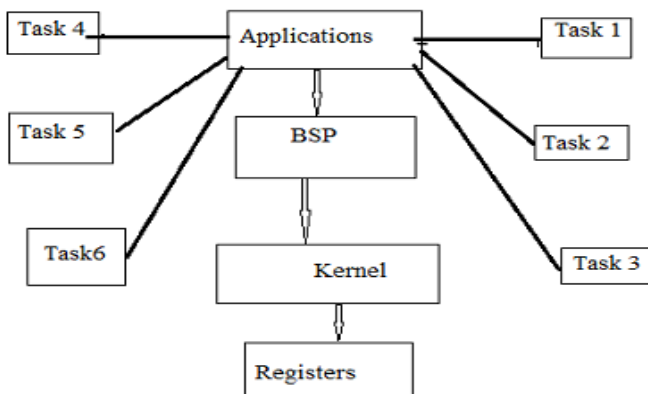 Task 4
Applications
Task 1
Task 5
BSP
Task 2
Task6
Kernel
Task 3
Registers